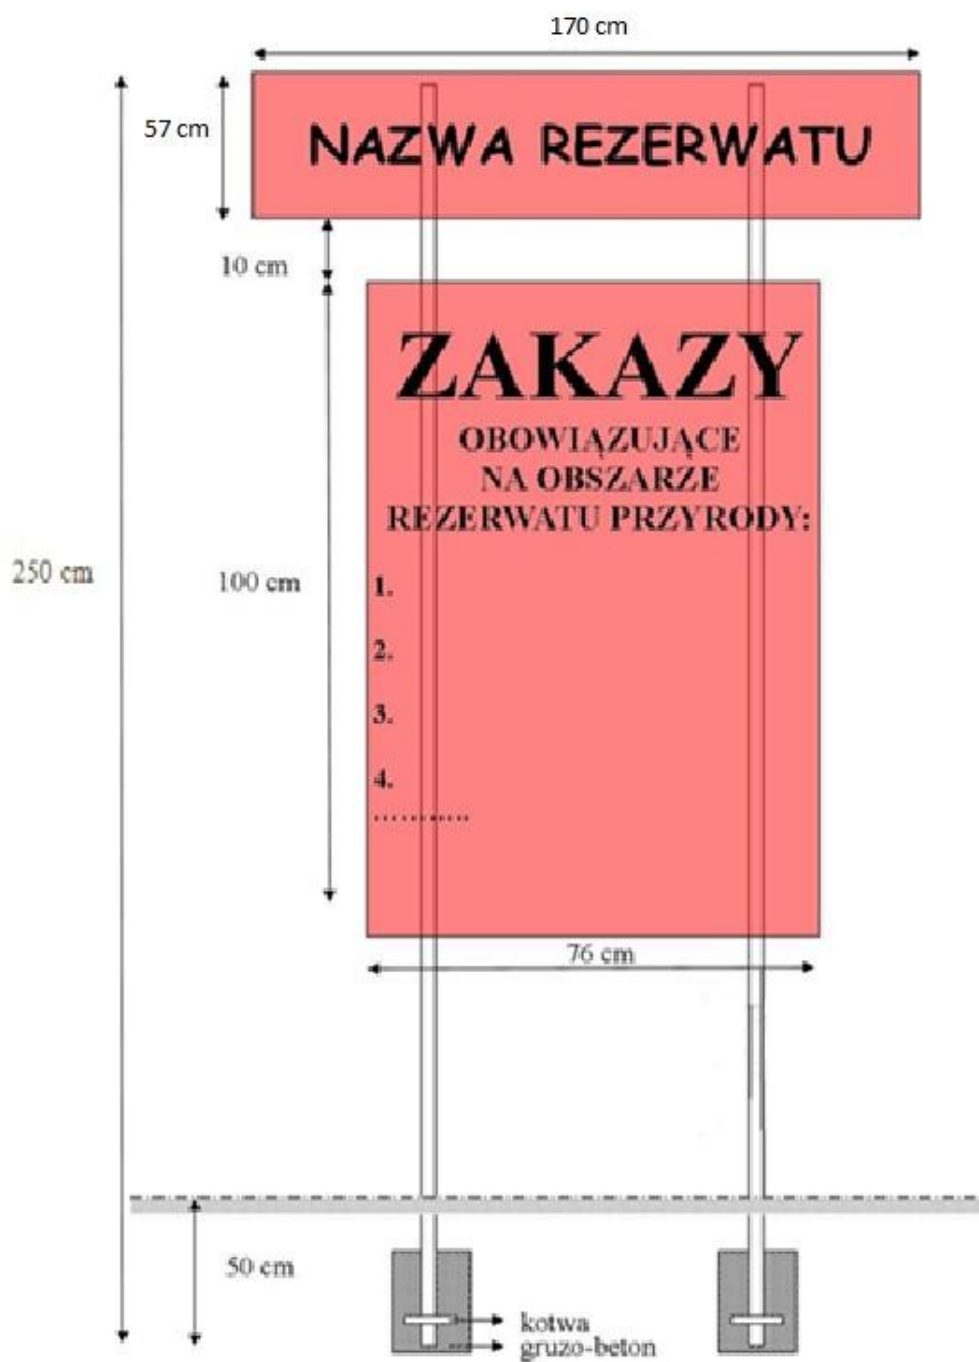 170 cm
57 cm
NAZWA REZERWATU
10 cm
ZAKAZY
OBOWIĄZUJĄCE
NA OBSZARZE
REZERWATU PRZYRODY:
250 cm
100 cm
1.
2.
3.
4.
............
76 cm
50 cm
kotwa
gruzo-beton